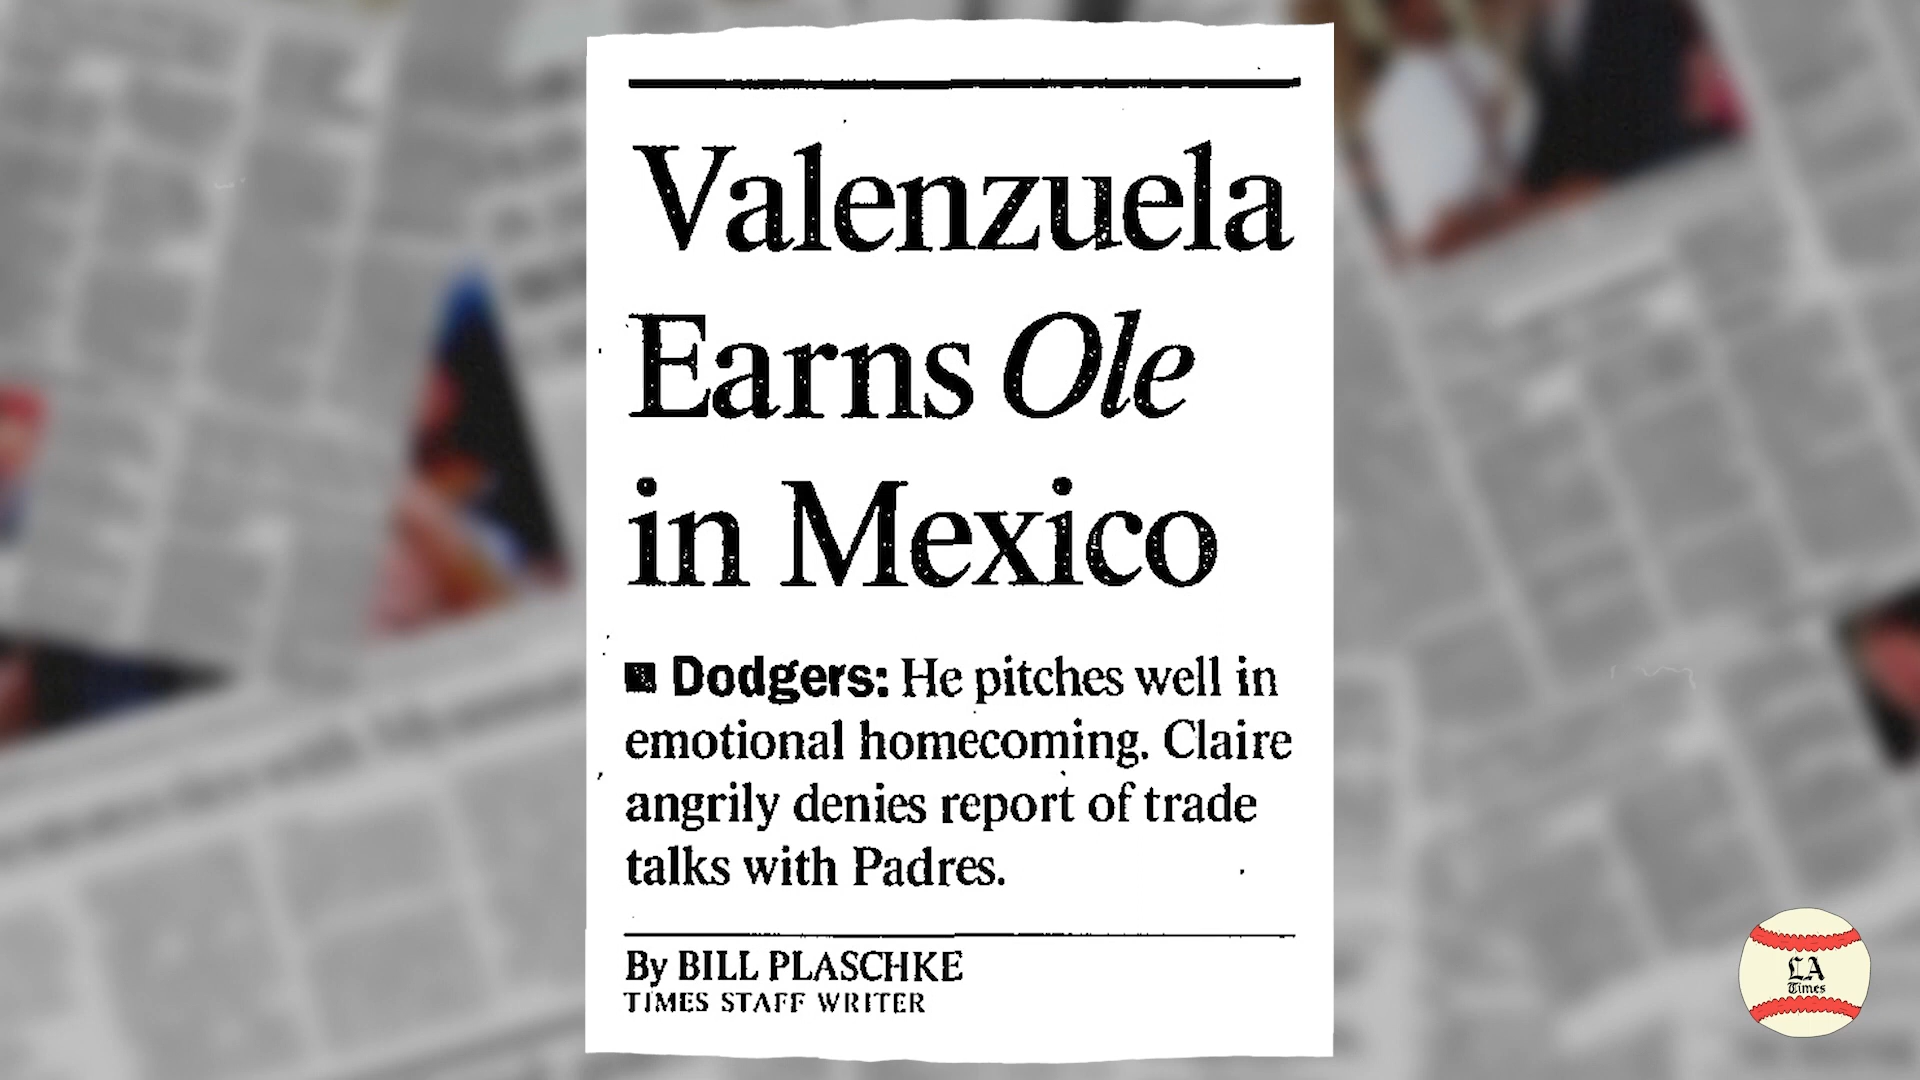 Valenzuela
Earns Ole
in Mexico
■ Dodgers: He pitches well in
emotional homecoming. Claire
angrily denies report of trade
talks with Padres.
By BILL PLASCHKE
TIMES STAFF WRITER
LA
Times